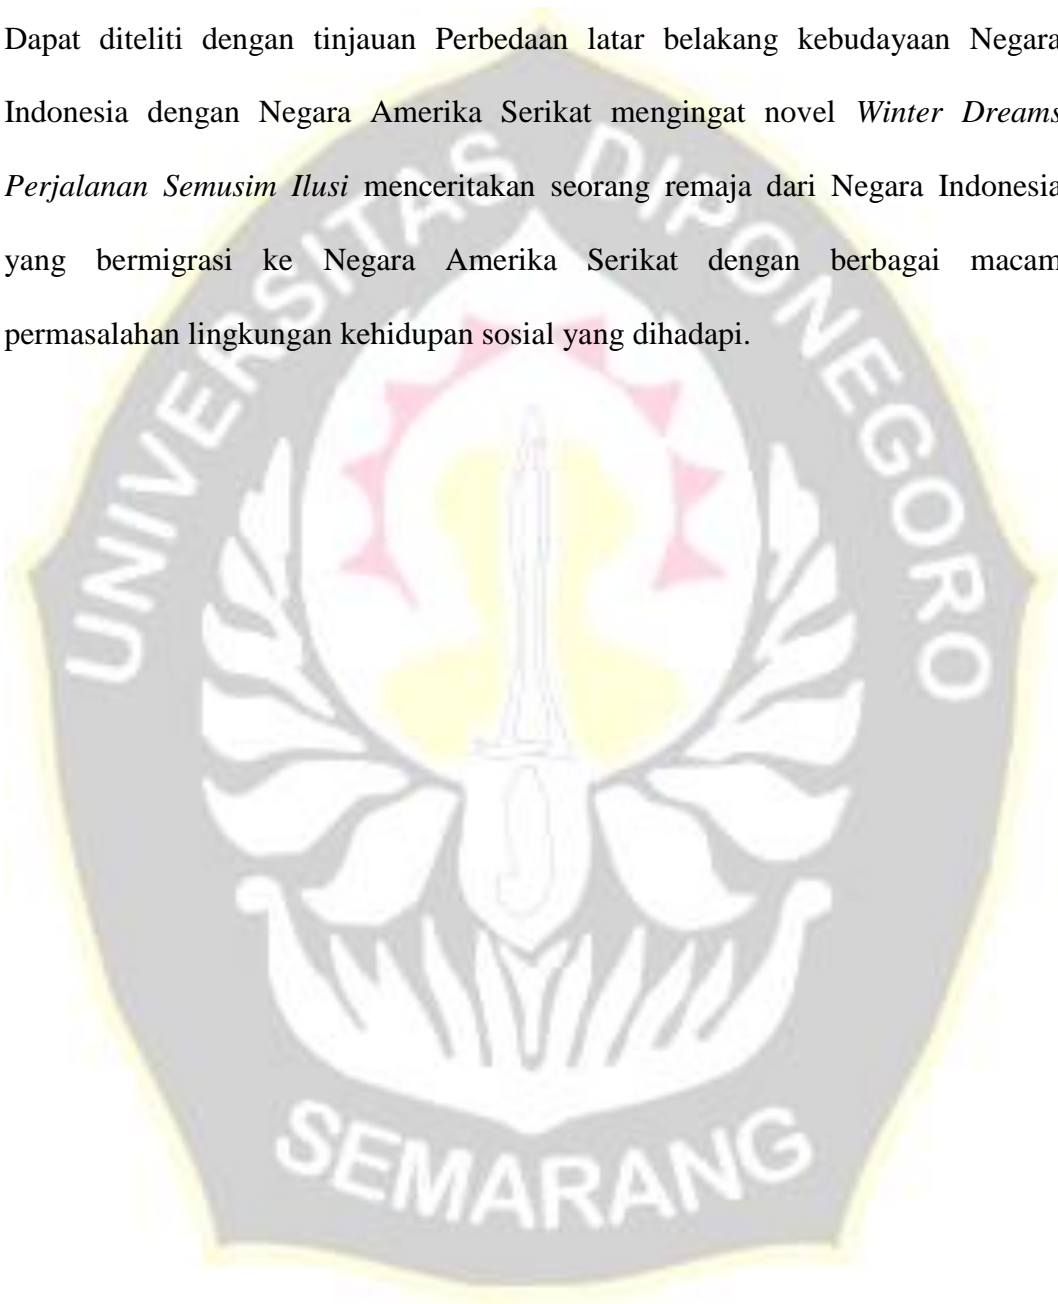 Dapat diteliti dengan tinjauan Perbedaan latar belakang kebudayaan Negara
Indonesia dengan Negara Amerika Serikat mengingat novel Winter Dreams
Perjalanan Semusim Ilusi menceritakan seorang remaja dari Negara Indonesia
yang bermigrasi ke Negara Amerika Serikat dengan berbagai macam
permasalahan lingkungan kehidupan sosial yang dihadapi.
UNIVERSITAS DIPONEGORO
SEMARANG